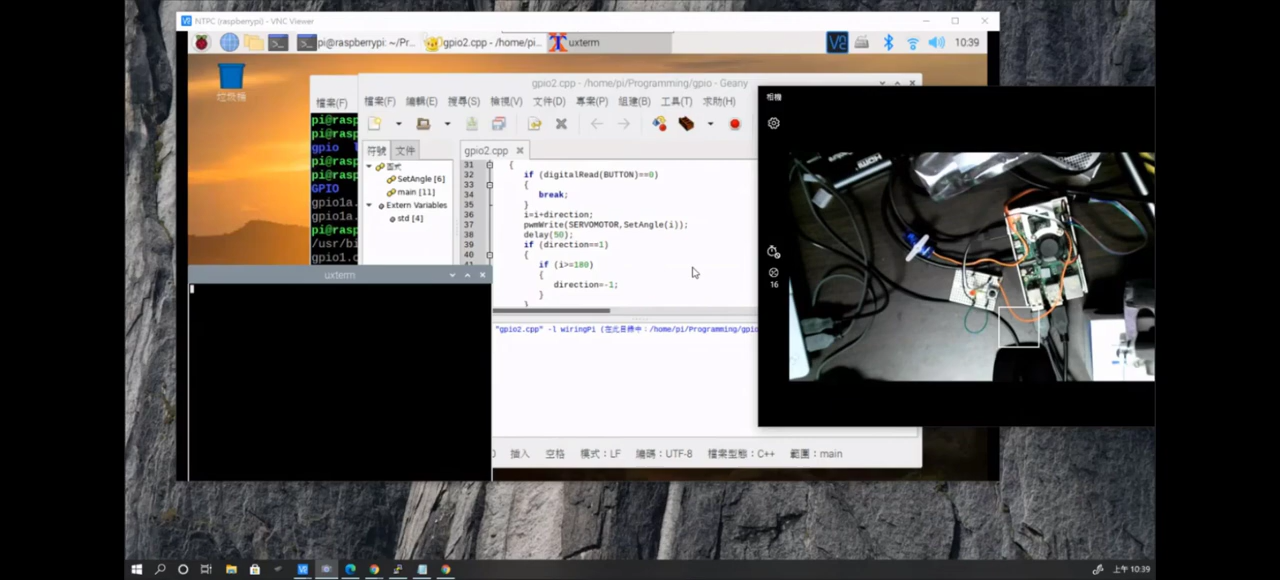 NTPC (raspberrypi) - VNC Viewer
pi@raspberrypi: ~/Pr...
gpio2.cpp - /home/pi...
uxterm
10:39
gpio2.cpp - /home/pi/Programming/gpio - Geany
檔案(F)
檔案(F) 編輯(E) 搜尋(S) 檢視(V) 文件(D) 專案(P) 組建(B) 工具(T) 求助(H)
pi@rasp
pi@rasp
gpio l
pi@rasp
GPIO
gpio1a.
gpio1a.
pi@rasp
/usr/bi
gpio1.c
符號 文件
函式
SetAngle [6]
main [11]
Extern Variables
std [4]
gpio2.cpp
31 {
32 if (digitalRead(BUTTON)==0)
33 {
34 break;
35 }
36 i=i+direction;
37 pwmWrite(SERVOMOTOR,SetAngle(i));
38 delay(50);
39 if (direction==1)
40 {
41 if (i>=180)
{
direction=-1;
}
}
"gpio2.cpp" -l wiringPi (在此目標中：/home/pi/Programming/gpio
插入 空格 模式：LF 編碼：UTF-8 檔案型態：C++ 範圍：main
uxterm
相機
16
上午 10:39